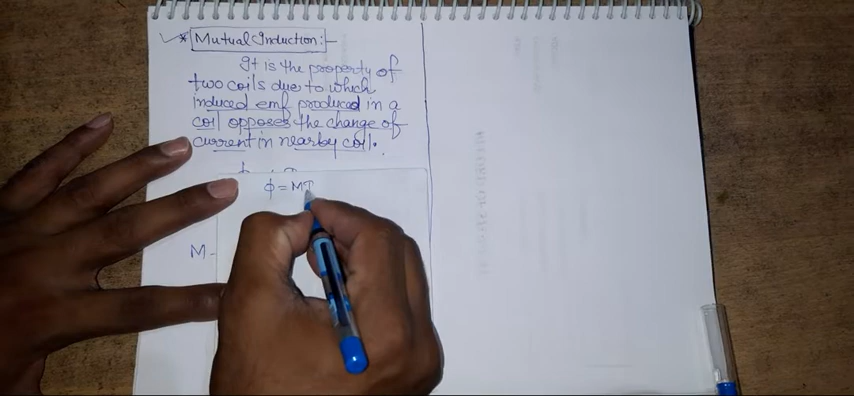 * Mutual Induction:-
It is the property of
two coils due to which
induced emf produced in a
coil opposes the change of
current in nearby coil.
ϕ = MI
M -